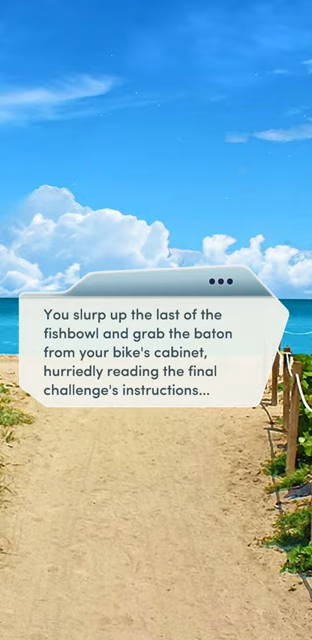 You slurp up the last of the
fishbowl and grab the baton
from your bike's cabinet,
hurriedly reading the final
challenge's instructions...